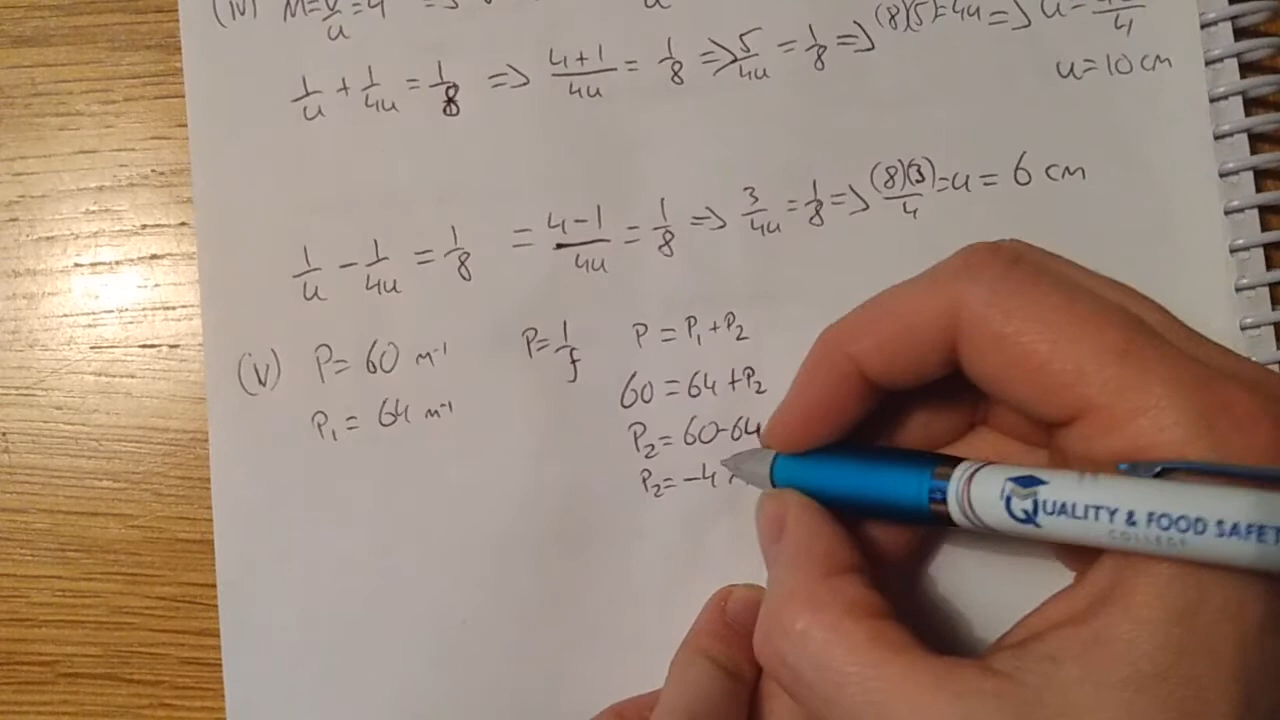 (iv) M = v/u = 4
1/u + 1/4u = 1/8 => 4+1/4u = 1/8 => 5/4u = 1/8 => (8)(5)=4u => u =
u = 10 cm
1/u - 1/4u = 1/8 = 4-1/4u = 1/8 => 3/4u = 1/8 => (8)(3)/4 = u = 6 cm
(v) P = 60 m⁻¹ P = 1/f P = P₁ + P₂
P₁ = 64 m⁻¹ 60 = 64 + P₂
P₂ = 60-64
P₂ = -4
QUALITY & FOOD SAFET
COLLEGE